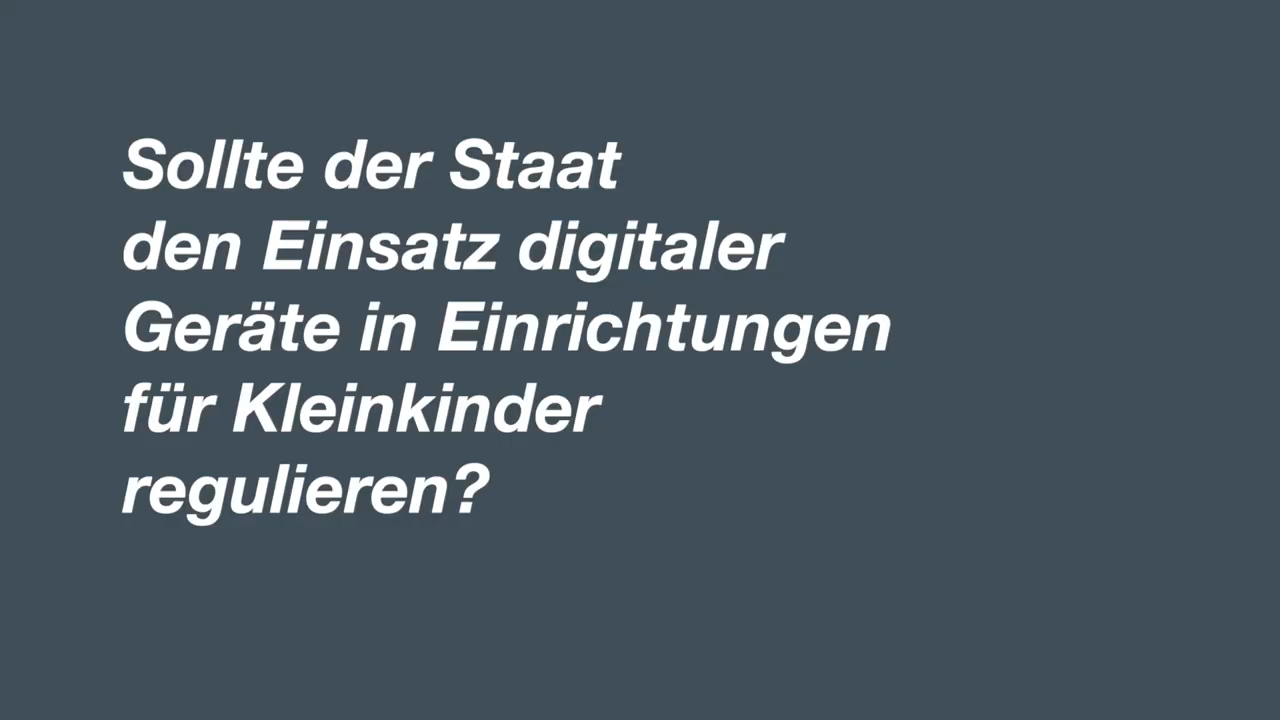 Sollte der Staat
den Einsatz digitaler
Geräte in Einrichtungen
für Kleinkinder
regulieren?